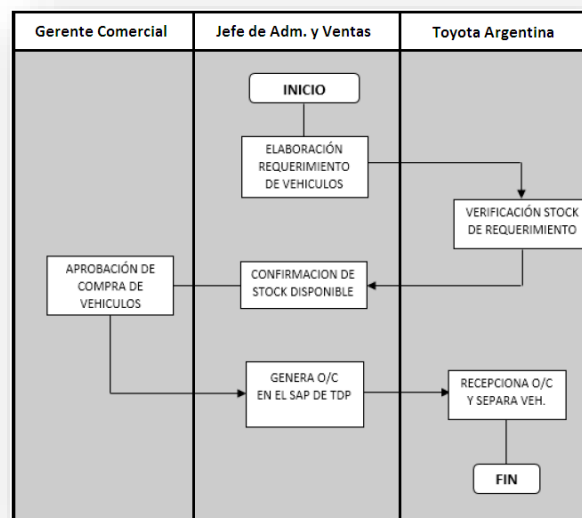 Gerente Comercial
Jefe de Adm. y Ventas
Toyota Argentina
INICIO
ELABORACIÓN
REQUERIMIENTO
DE VEHICULOS
VERIFICACIÓN STOCK
DE REQUERIMIENTO
APROBACIÓN DE
COMPRA DE
VEHICULOS
CONFIRMACION DE
STOCK DISPONIBLE
GENERA O/C
EN EL SAP DE TDP
RECEPCIONA O/C
Y SEPARA VEH.
FIN